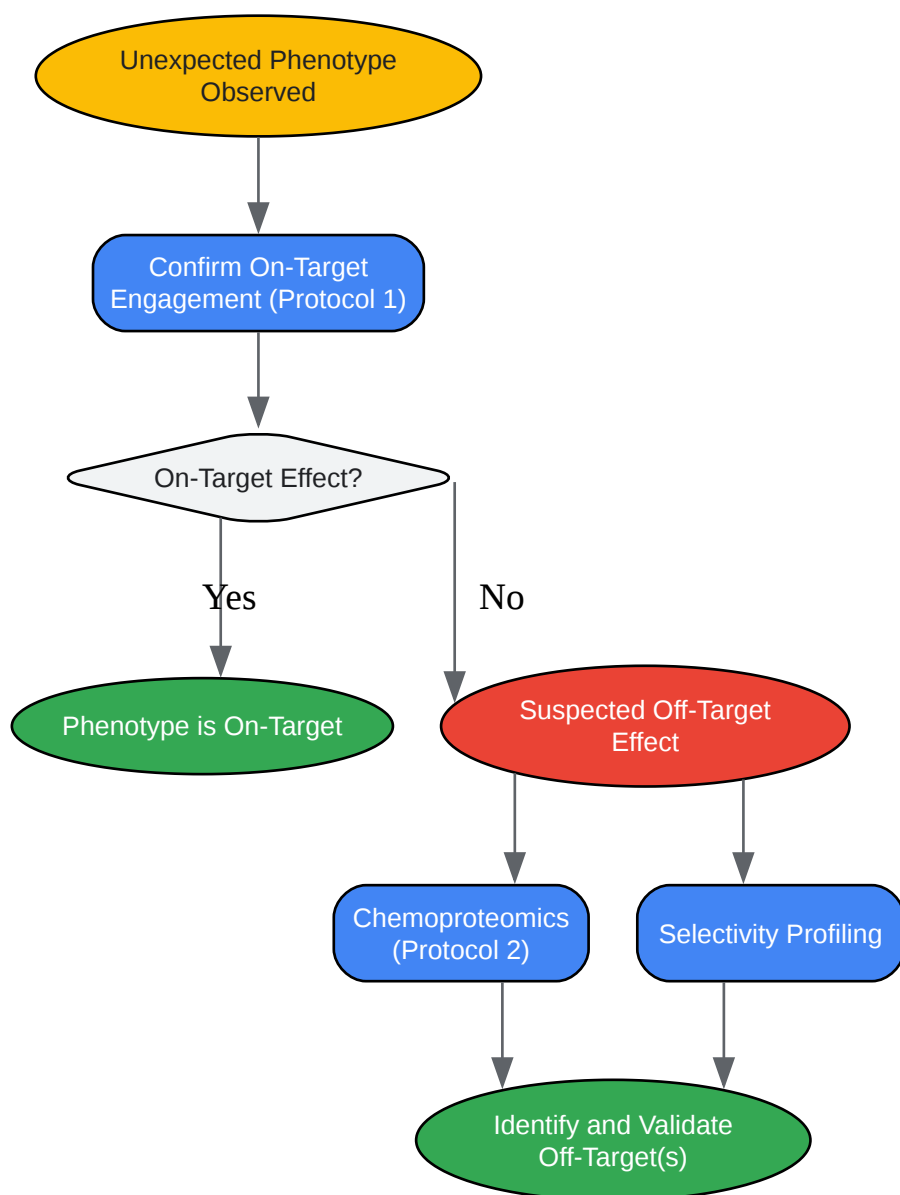 Unexpected Phenotype
Observed
Confirm On-Target
Engagement (Protocol 1)
On-Target Effect?
Yes
No
Phenotype is On-Target
Suspected Off-Target
Effect
Chemoproteomics
(Protocol 2)
Selectivity Profiling
Identify and Validate
Off-Target(s)